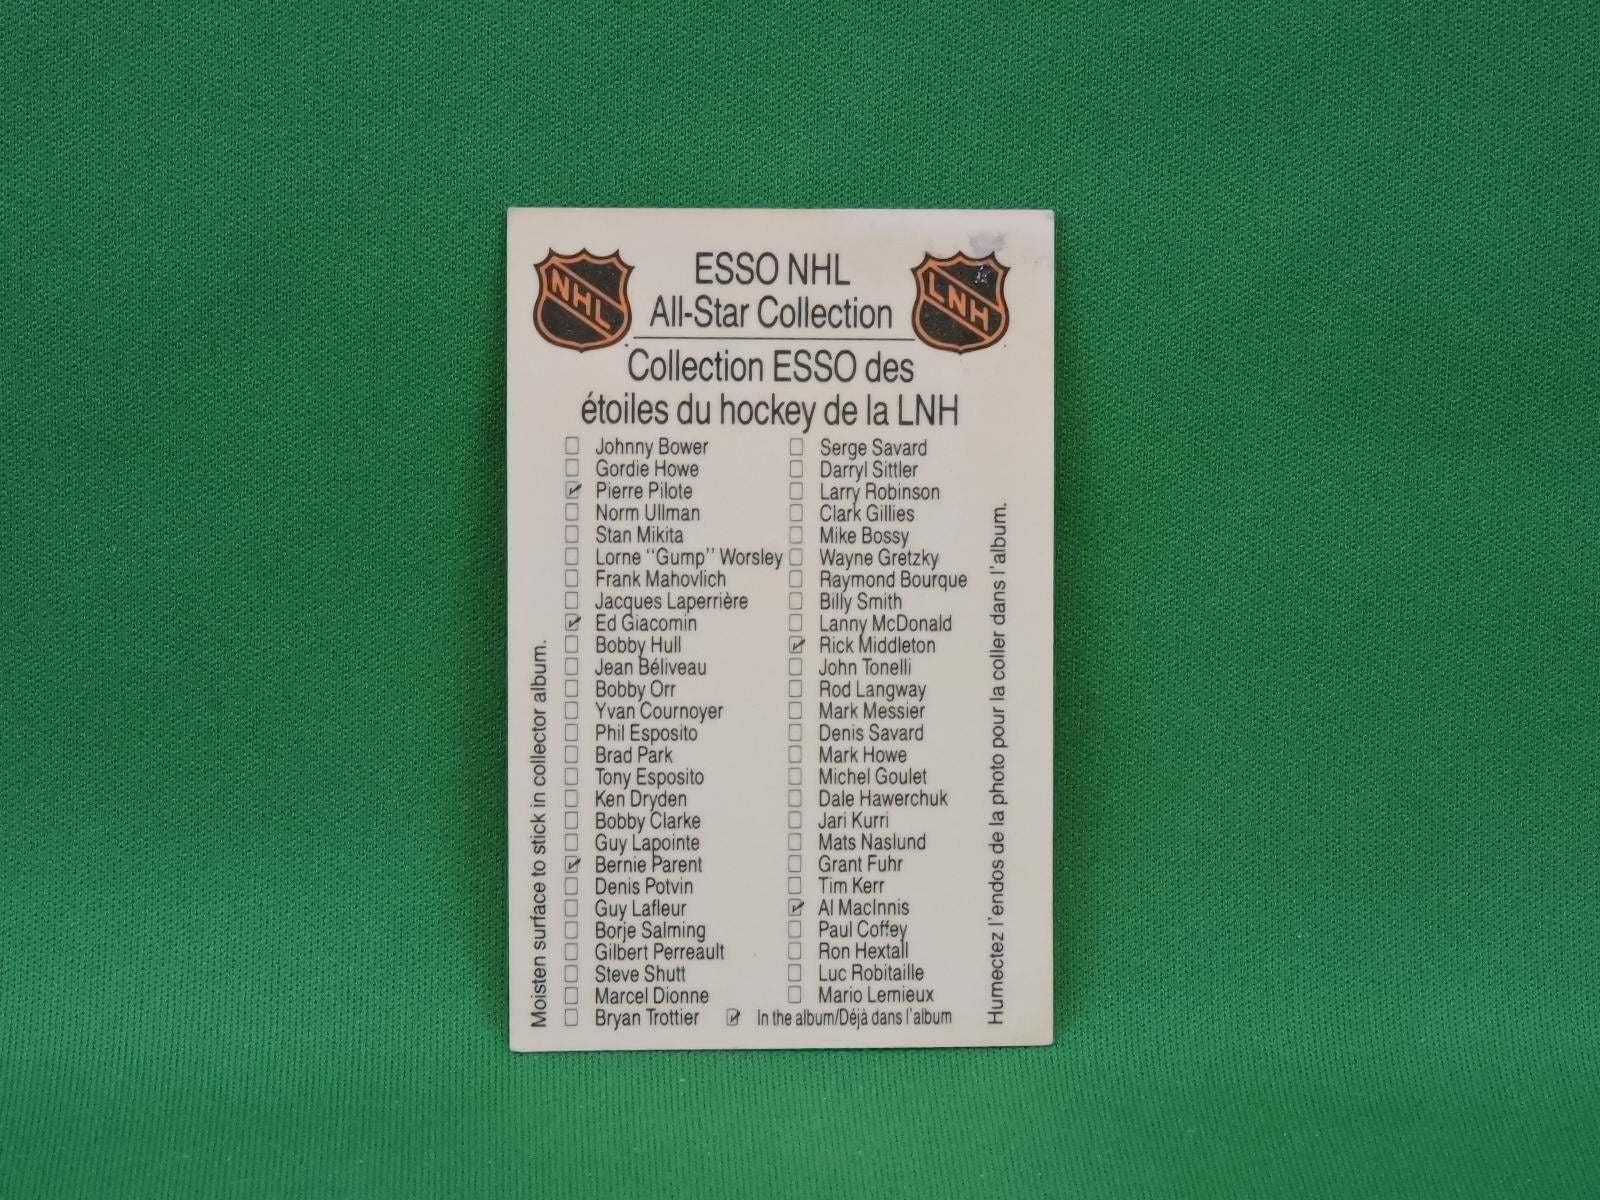 NHL
ESSO NHL
All-Star Collection
LNH
Collection ESSO des
étoiles du hockey de la LNH
Johnny Bower
Gordie Howe
Pierre Pilote
Norm Ullman
Stan Mikita
Lorne "Gump" Worsley
Frank Mahovlich
Jacques Laperrière
Ed Giacomin
Bobby Hull
Jean Béliveau
Bobby Orr
Yvan Cournoyer
Phil Esposito
Brad Park
Tony Esposito
Ken Dryden
Bobby Clarke
Guy Lapointe
Bernie Parent
Denis Potvin
Guy Lafleur
Borje Salming
Gilbert Perreault
Steve Shutt
Marcel Dionne
Bryan Trottier
Serge Savard
Darryl Sittler
Larry Robinson
Clark Gillies
Mike Bossy
Wayne Gretzky
Raymond Bourque
Billy Smith
Lanny McDonald
Rick Middleton
John Tonelli
Rod Langway
Mark Messier
Denis Savard
Mark Howe
Michel Goulet
Dale Hawerchuk
Jari Kurri
Mats Naslund
Grant Fuhr
Tim Kerr
Al MacInnis
Paul Coffey
Ron Hextall
Luc Robitaille
Mario Lemieux
In the album/Déjà dans l'album
Moisten surface to stick in collector album.
Humectez l'endos de la photo pour la coller dans l'album.